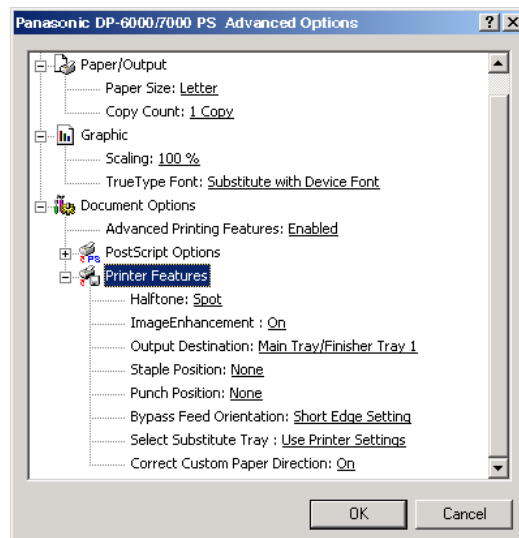 Panasonic DP-6000/7000 PS Advanced Options
Paper/Output
Paper Size: Letter
Copy Count: 1 Copy
Graphic
Scaling: 100 %
TrueType Font: Substitute with Device Font
Document Options
Advanced Printing Features: Enabled
PostScript Options
Printer Features
Halftone: Spot
ImageEnhancement : On
Output Destination: Main Tray/Finisher Tray 1
Staple Position: None
Punch Position: None
Bypass Feed Orientation: Short Edge Setting
Select Substitute Tray : Use Printer Settings
Correct Custom Paper Direction: On
OK Cancel